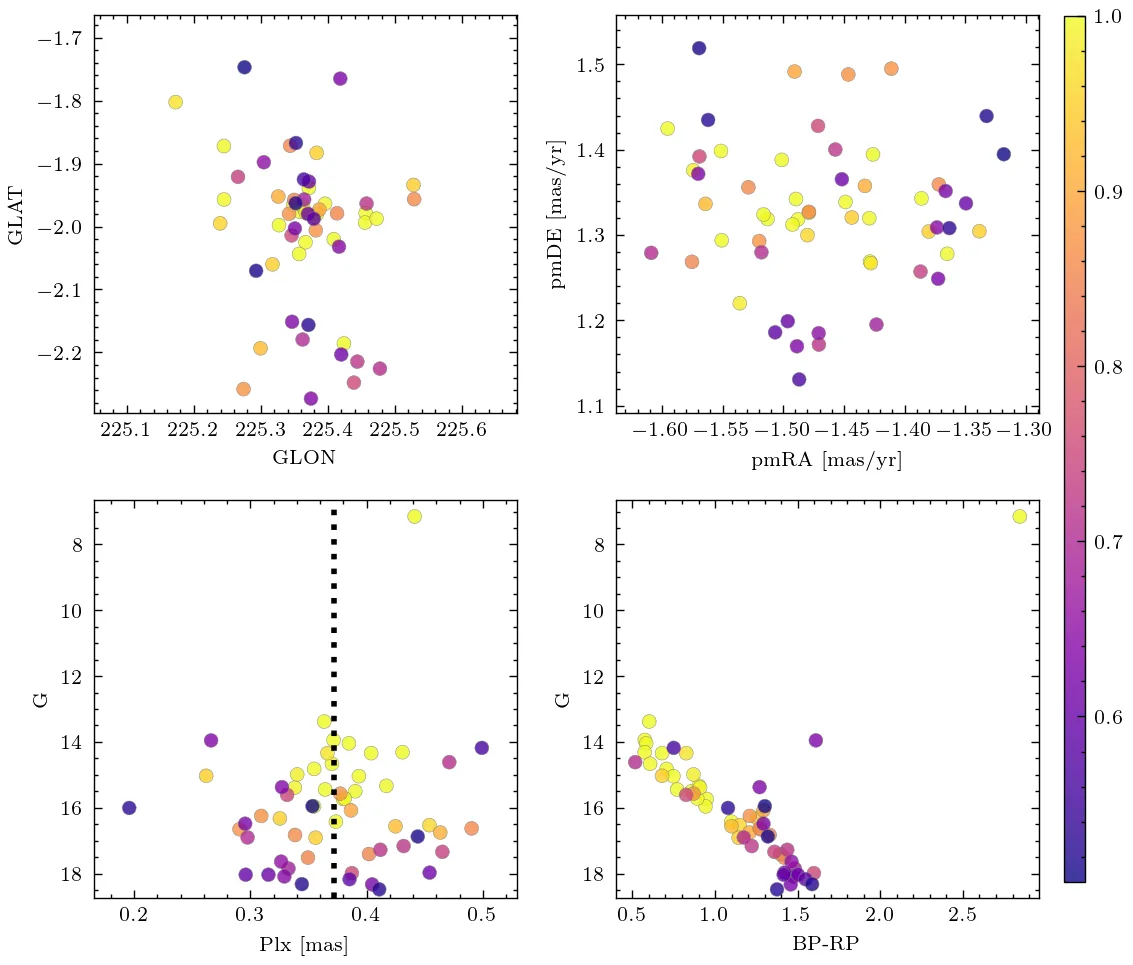 −1.7
−1.8
−1.9
−2.0
−2.1
−2.2
GLAT
225.1 225.2 225.3 225.4 225.5 225.6
GLON
1.5
1.4
1.3
1.2
1.1
pmDE [mas/yr]
−1.60 −1.55 −1.50 −1.45 −1.40 −1.35 −1.30
pmRA [mas/yr]
1.0
0.9
0.8
0.7
0.6
8
10
12
14
16
18
G
0.2 0.3 0.4 0.5
Plx [mas]
8
10
12
14
16
18
G
0.5 1.0 1.5 2.0 2.5
BP-RP